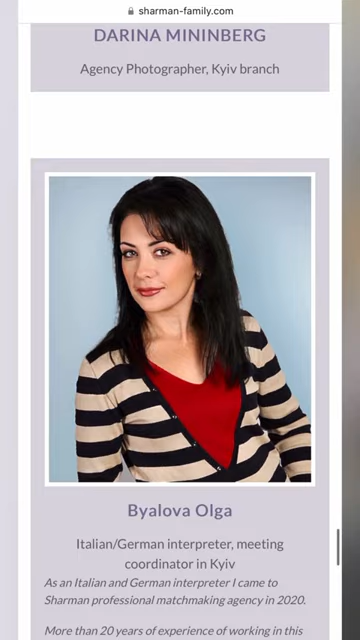 sharman-family.com
DARINA MININBERG
Agency Photographer, Kyiv branch
Byalova Olga
Italian/German interpreter, meeting
coordinator in Kyiv
As an Italian and German interpreter I came to
Sharman professional matchmaking agency in 2020.
More than 20 years of experience of working in this